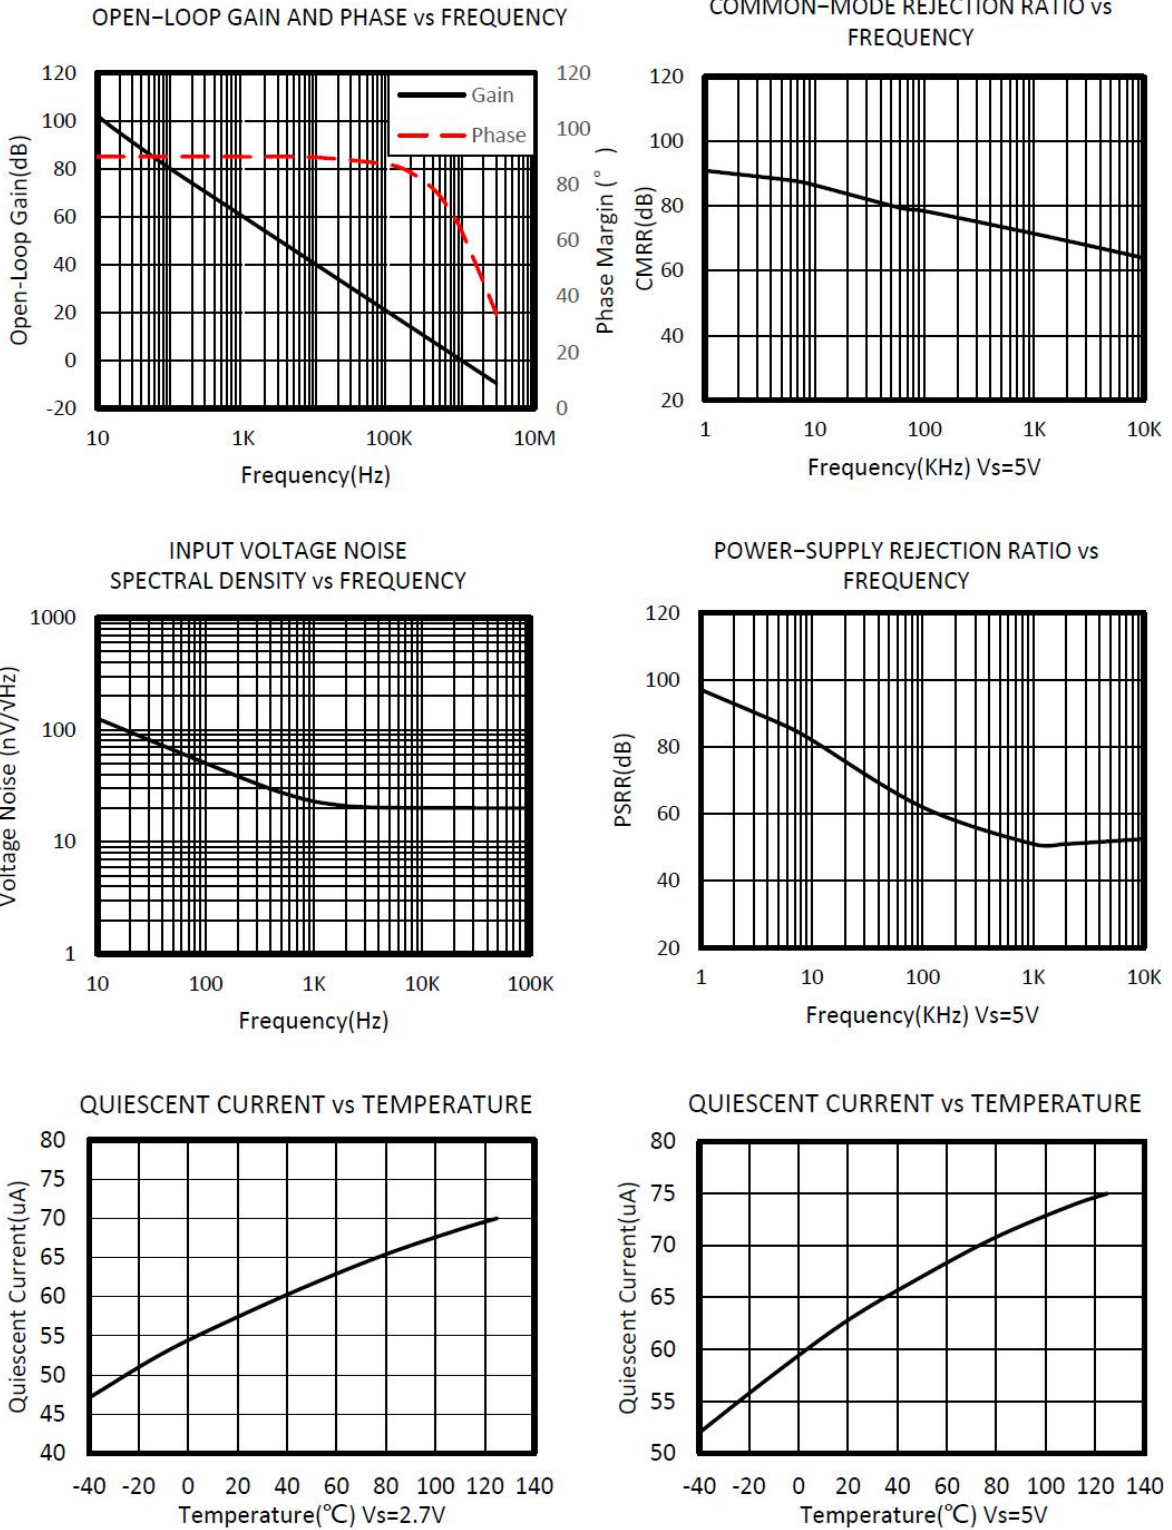 OPEN−LOOP GAIN AND PHASE vs FREQUENCY
120
100
80
60
40
20
0
-20
Open-Loop Gain(dB)
Gain
Phase
120
100
80
60
40
20
0
Phase Margin(°)
10
1K
100K
10M
Frequency(Hz)
COMMON−MODE REJECTION RATIO vs
FREQUENCY
120
100
80
60
40
20
CMRR(dB)
1
10
100
1K
10K
Frequency(KHz) Vs=5V
INPUT VOLTAGE NOISE
SPECTRAL DENSITY vs FREQUENCY
1000
100
10
1
Voltage Noise (nV/√Hz)
10
100
1K
10K
100K
Frequency(Hz)
POWER−SUPPLY REJECTION RATIO vs
FREQUENCY
120
100
80
60
40
20
PSRR(dB)
1
10
100
1K
10K
Frequency(KHz) Vs=5V
QUIESCENT CURRENT vs TEMPERATURE
80
75
70
65
60
55
50
45
40
Quiescent Current(uA)
-40 -20 0 20 40 60 80 100 120 140
Temperature(℃) Vs=2.7V
QUIESCENT CURRENT vs TEMPERATURE
80
75
70
65
60
55
50
Quiescent Current(uA)
-40 -20 0 20 40 60 80 100 120 140
Temperature(℃) Vs=5V